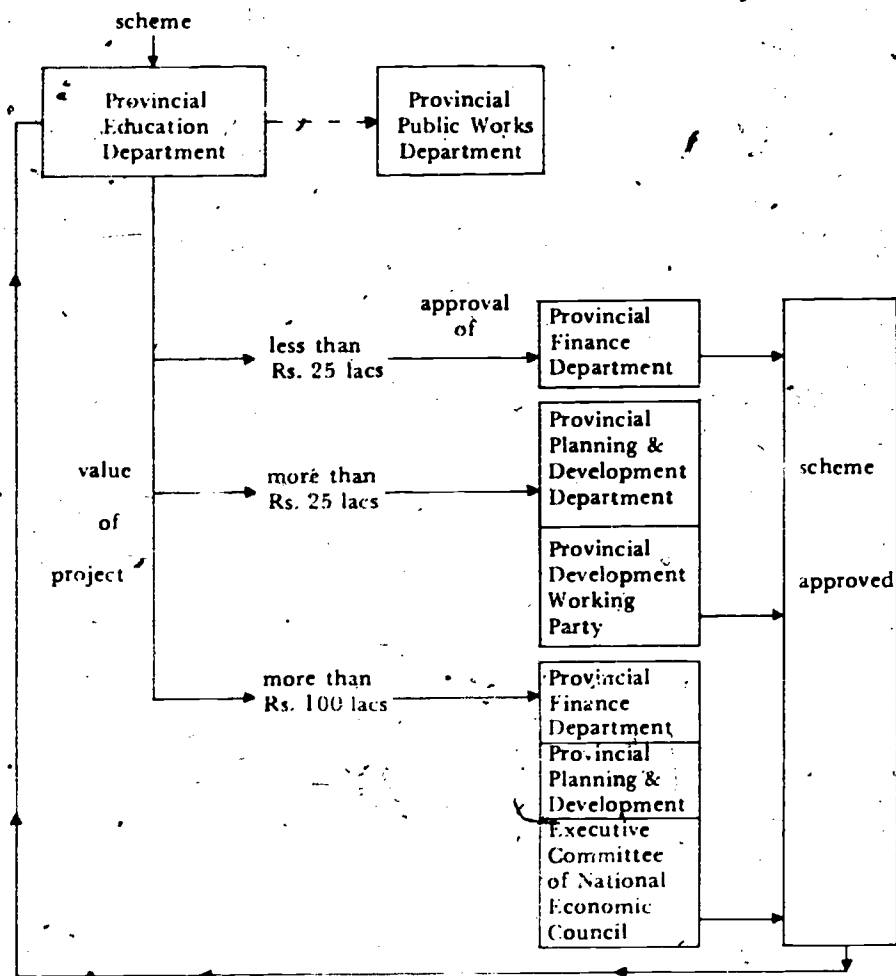 scheme
Provincial
Education
Department
Provincial
Public Works
Department
approval
of
less than
Rs. 25 lacs
Provincial
Finance
Department
more than
Rs. 25 lacs
Provincial
Planning &
Development
Department
Provincial
Development
Working
Party
value
of
project
scheme
approved
more than
Rs. 100 lacs
Provincial
Finance
Department
Provincial
Planning &
Development
Executive
Committee
of National
Economic
Council